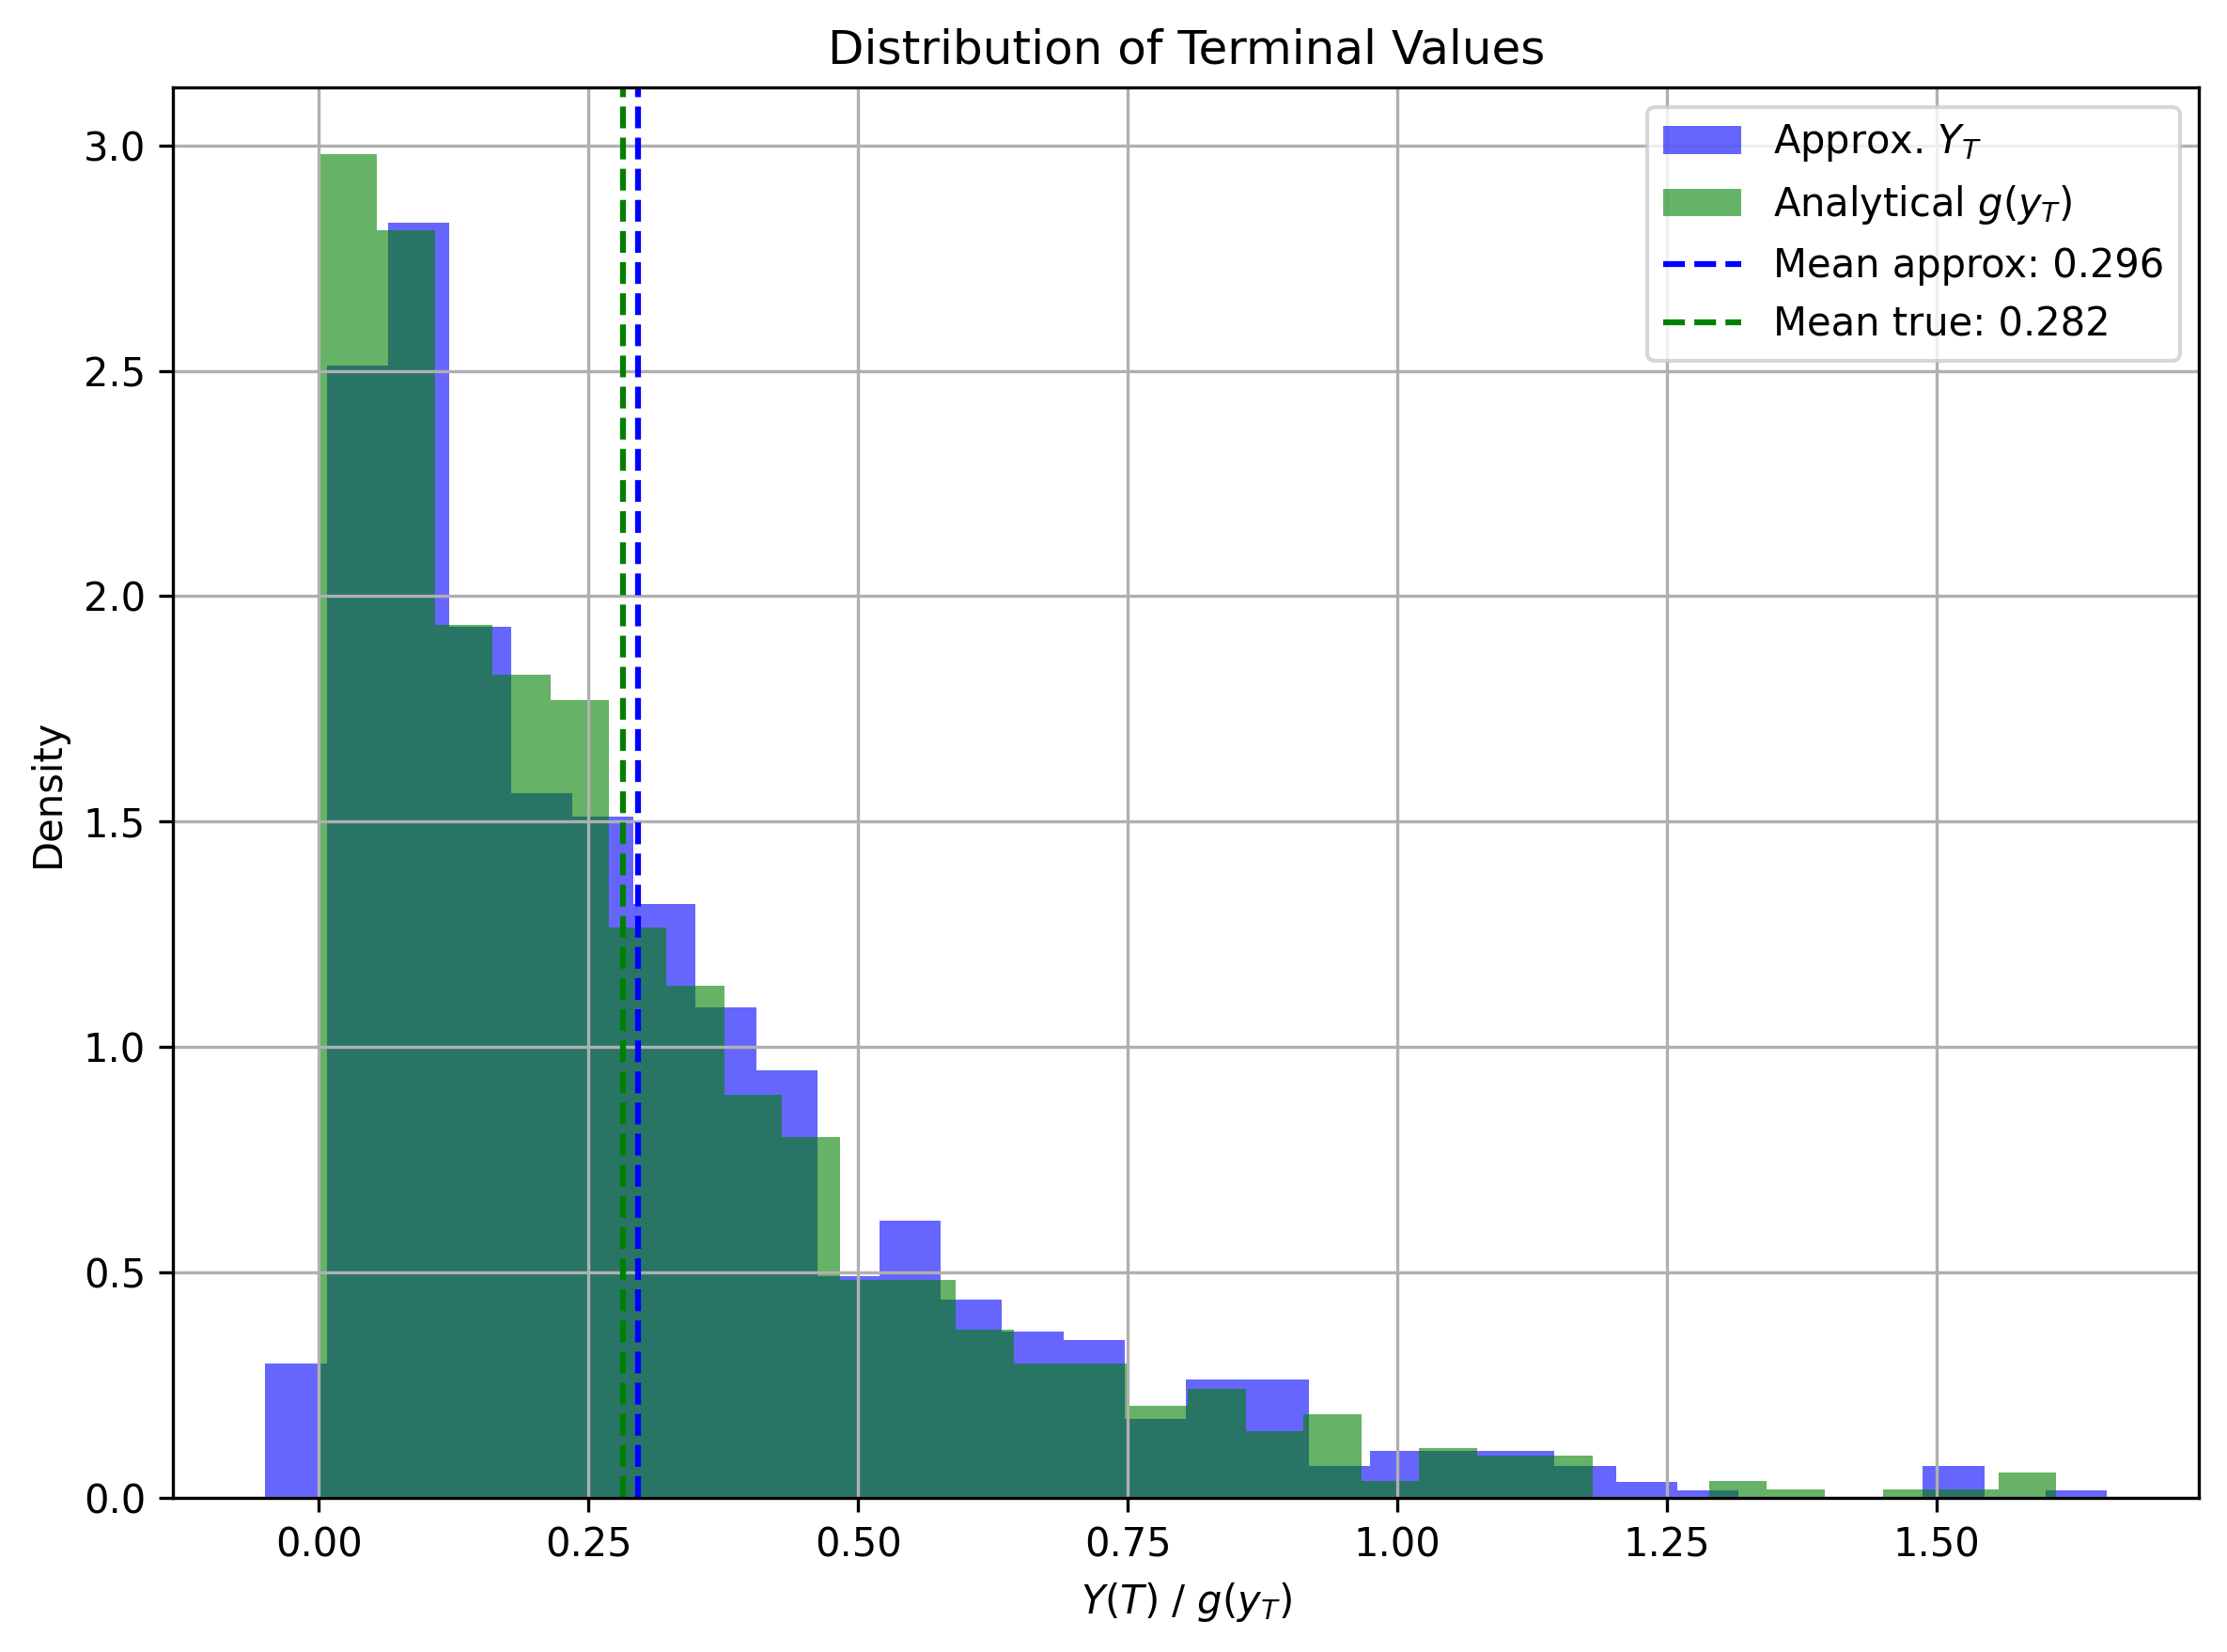 Distribution of Terminal Values
3.0
2.5
2.0
1.5
1.0
0.5
0.0
Density
Approx. Y_T
Analytical g(y_T)
Mean approx: 0.296
Mean true: 0.282
0.00 0.25 0.50 0.75 1.00 1.25 1.50
Y(T) / g(y_T)